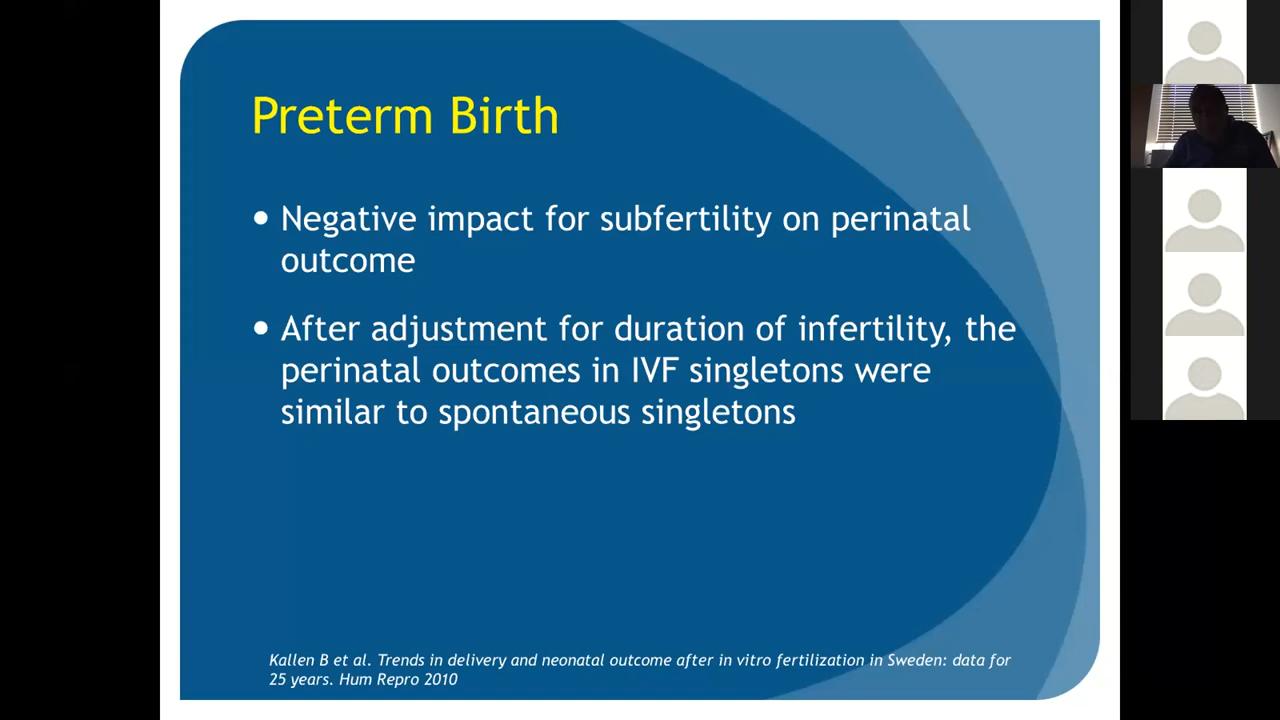 Preterm Birth
• Negative impact for subfertility on perinatal
outcome
• After adjustment for duration of infertility, the
perinatal outcomes in IVF singletons were
similar to spontaneous singletons
Kallen B et al. Trends in delivery and neonatal outcome after in vitro fertilization in Sweden: data for
25 years. Hum Repro 2010